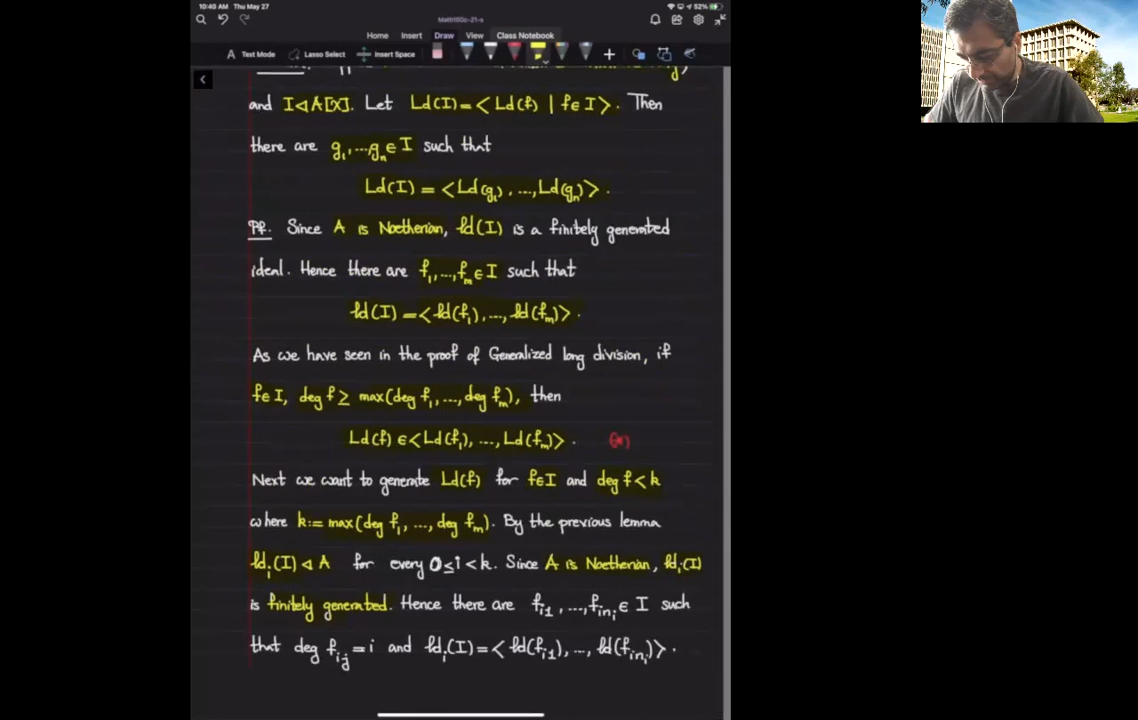 10:40 AM Thu May 27
52%
Home Insert Draw View Class Notebook
Text Mode Lasso Select Insert Space
and I◁A[X]. Let Ld(I)=<Ld(f) | f∈I>. Then
there are g₁,...gₙ∈I such that
Ld(I) = <Ld(g₁), ..., Ld(gₙ)>.
Pf. Since A is Noetherian, ld(I) is a finitely generated
ideal. Hence there are f₁,...,fₘ∈I such that
ld(I) = <ld(f₁), ..., ld(fₘ)>.
As we have seen in the proof of Generalized long division, if
f∈I, deg f ≥ max(deg f₁, ..., deg fₘ), then
Ld(f) ∈ <Ld(f₁), ..., Ld(fₘ)>.
Next we want to generate Ld(f) for f∈I and deg f<k
where k:= max(deg f₁, ..., deg fₘ). By the previous lemma
ldᵢ(I) ◁ A for every 0≤i<k. Since A is Noetherian, ldᵢ(I)
is finitely generated. Hence there are fᵢ₁, ..., fᵢₙᵢ ∈ I such
that deg fᵢⱼ = i and ldᵢ(I) = <ld(fᵢ₁), ..., ld(fᵢₙᵢ)>.